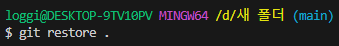 loggi@DESKTOP-9TV10PV MINGW64 /d/새 폴더 (main)
$ git restore .